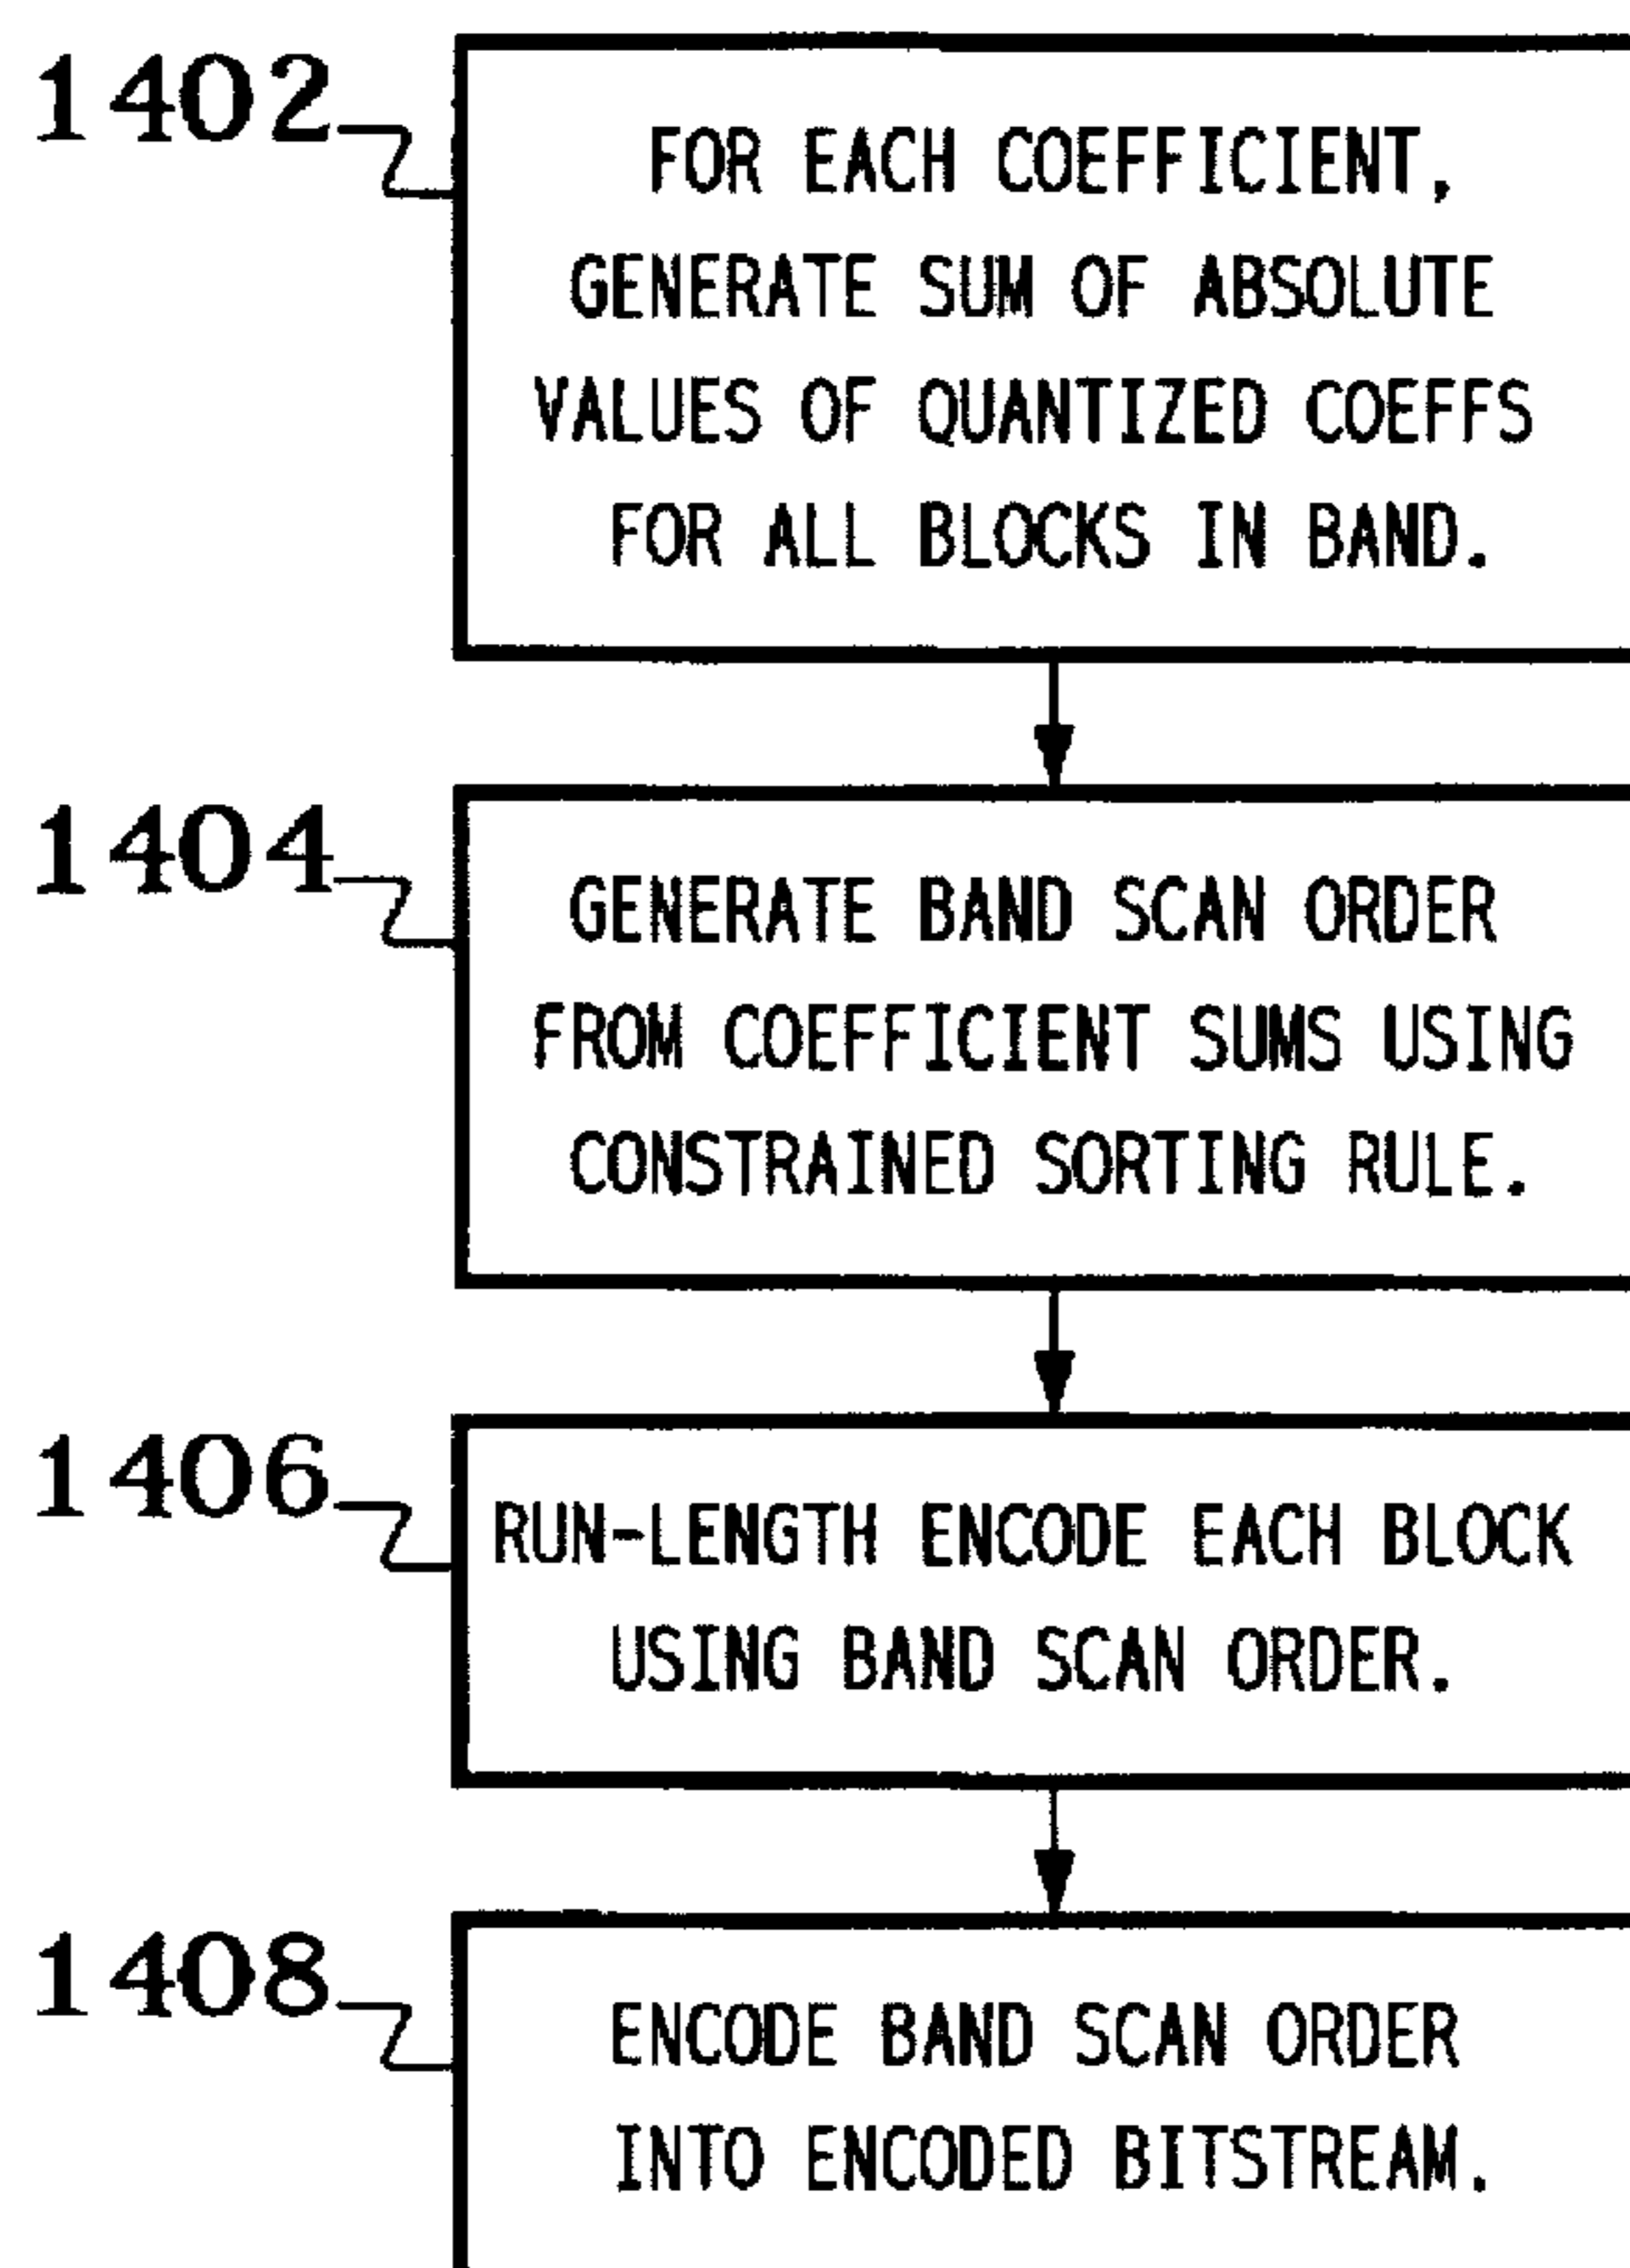 1402
FOR EACH COEFFICIENT,
GENERATE SUM OF ABSOLUTE
VALUES OF QUANTIZED COEFFS
FOR ALL BLOCKS IN BAND.
1404
GENERATE BAND SCAN ORDER
FROM COEFFICIENT SUMS USING
CONSTRAINED SORTING RULE.
1406
RUN-LENGTH ENCODE EACH BLOCK
USING BAND SCAN ORDER.
1408
ENCODE BAND SCAN ORDER
INTO ENCODED BITSTREAM.